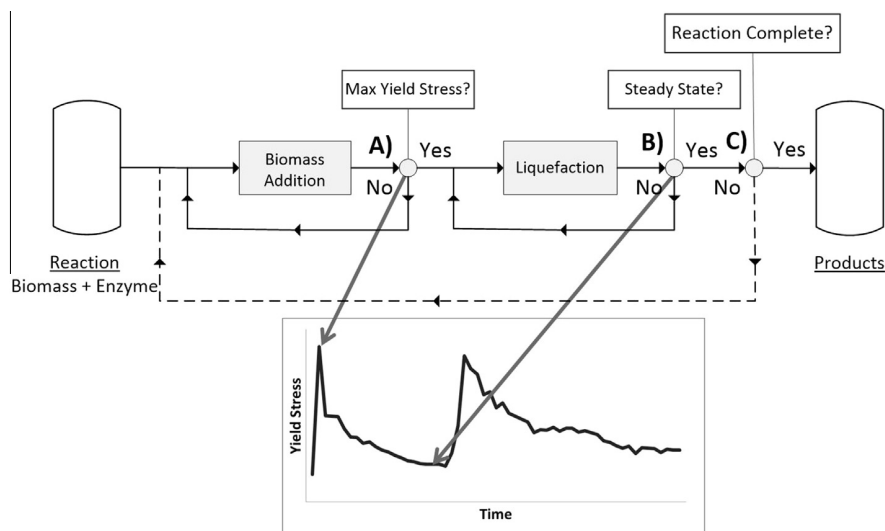 Reaction Complete?
Max Yield Stress?
Steady State?
A)
Yes
B)
Yes
C)
Yes
Biomass
Addition
Liquefaction
No
No
No
Reaction
Biomass + Enzyme
Products
Yield Stress
Time